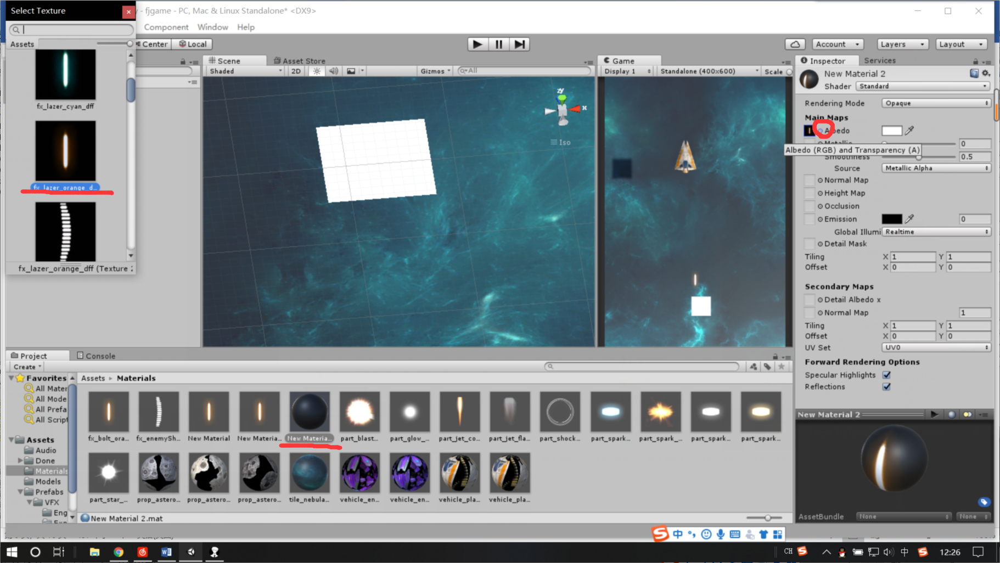 Select Texture
- fjgame - PC, Mac & Linux Standalone* <DX9>
Component Window Help
Assets
Center Local
Account Layers Layout
fx_lazer_cyan_dff
fx_lazer_orange_d...
fx_lazer_orange_dff (Texture
Scene Asset Store
Shaded 2D Gizmos All
zy
x
Iso
Game
Display 1 Standalone (400x600) Scale
Inspector Services
New Material 2
Shader Standard
Rendering Mode Opaque
Main Maps
Albedo
Metallic 0
Albedo (RGB) and Transparency (A)
Smoothness 0.5
Source Metallic Alpha
Normal Map
Height Map
Occlusion
Emission 0
Global Illumi Realtime
Detail Mask
Tiling X 1 Y 1
Offset X 0 Y 0
Secondary Maps
Detail Albedo x
Normal Map 1
Tiling X 1 Y 1
Offset X 0 Y 0
UV Set UV0
Forward Rendering Options
Specular Highlights
Reflections
New Material 2
AssetBundle None None
Project Console
Create
Favorites
All Mater
All Mode
All Prefa
All Script
Assets
Audio
Done
Materials
Models
Prefabs
VFX
Eng
Assets Materials
fx_bolt_ora... fx_enemySh... New Material New Materia... New Materia... part_blast... part_glow_... part_jet_co... part_jet_fla... part_shock... part_spark... part_spark_... part_spark... part_spark...
part_star_... prop_astero... prop_astero... prop_astero... tile_nebula... vehicle_en... vehicle_en... vehicle_pla... vehicle_pla...
New Material 2.mat
中
CH 中 12:26